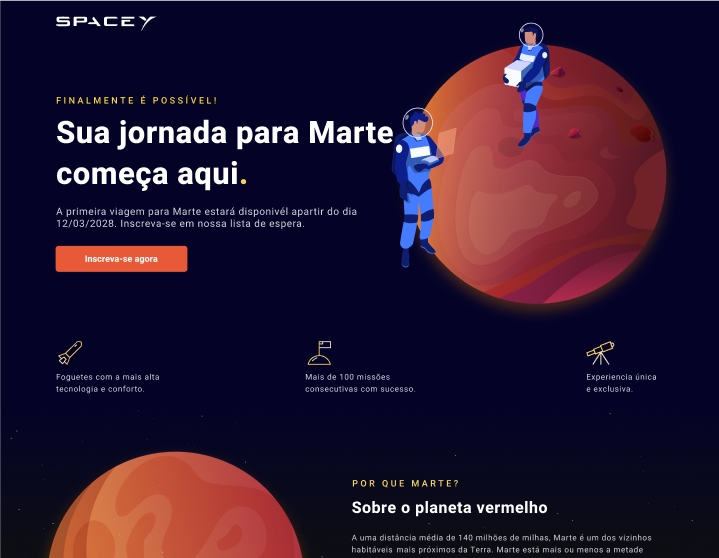 SPACEY
FINALMENTE É POSSÍVEL!
Sua jornada para Marte
começa aqui.
A primeira viagem para Marte estará disponivél apartir do dia
12/03/2028. Inscreva-se em nossa lista de espera.
Inscreva-se agora
Foguetes com a mais alta
tecnologia e conforto.
Mais de 100 missões
consecutivas com sucesso.
Experiencia única
e exclusiva.
POR QUE MARTE?
Sobre o planeta vermelho
A uma distância média de 140 milhões de milhas, Marte é um dos vizinhos
habitáveis mais próximos da Terra. Marte está mais ou menos a metade